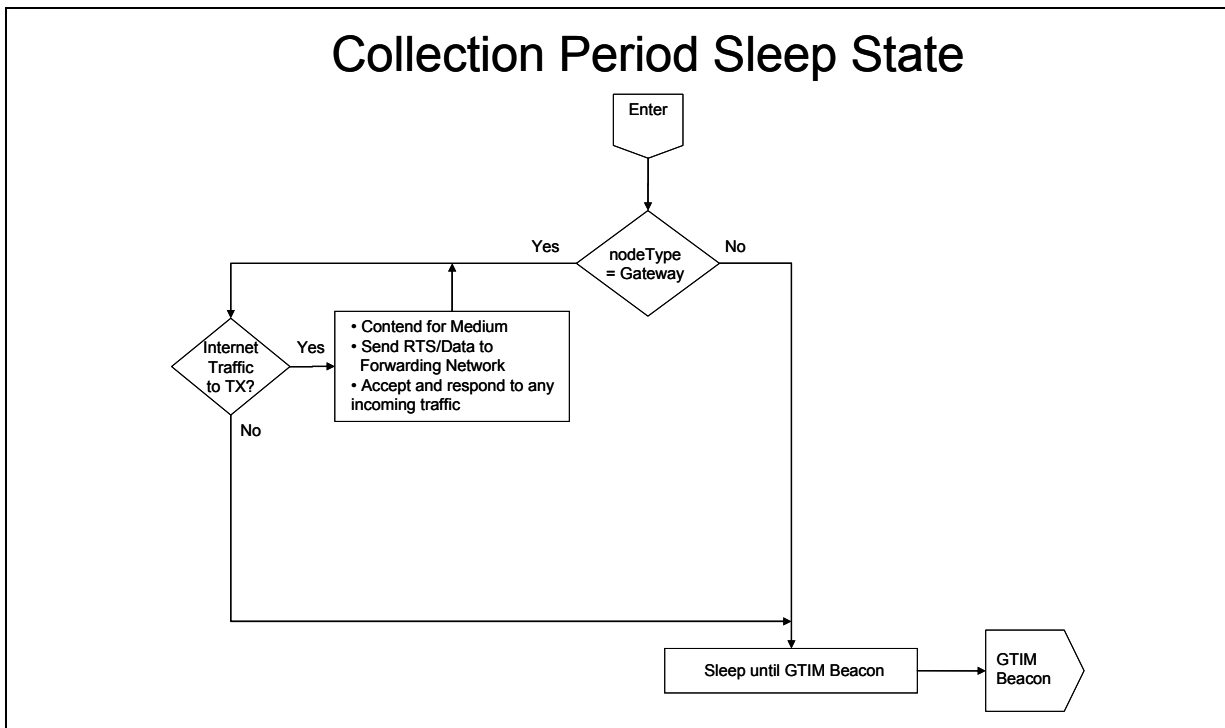 Collection Period Sleep State
Enter
Yes
nodeType
= Gateway
No
Internet
Traffic
to TX?
Yes
• Contend for Medium
• Send RTS/Data to
Forwarding Network
• Accept and respond to any
incoming traffic
No
Sleep until GTIM Beacon
GTIM
Beacon